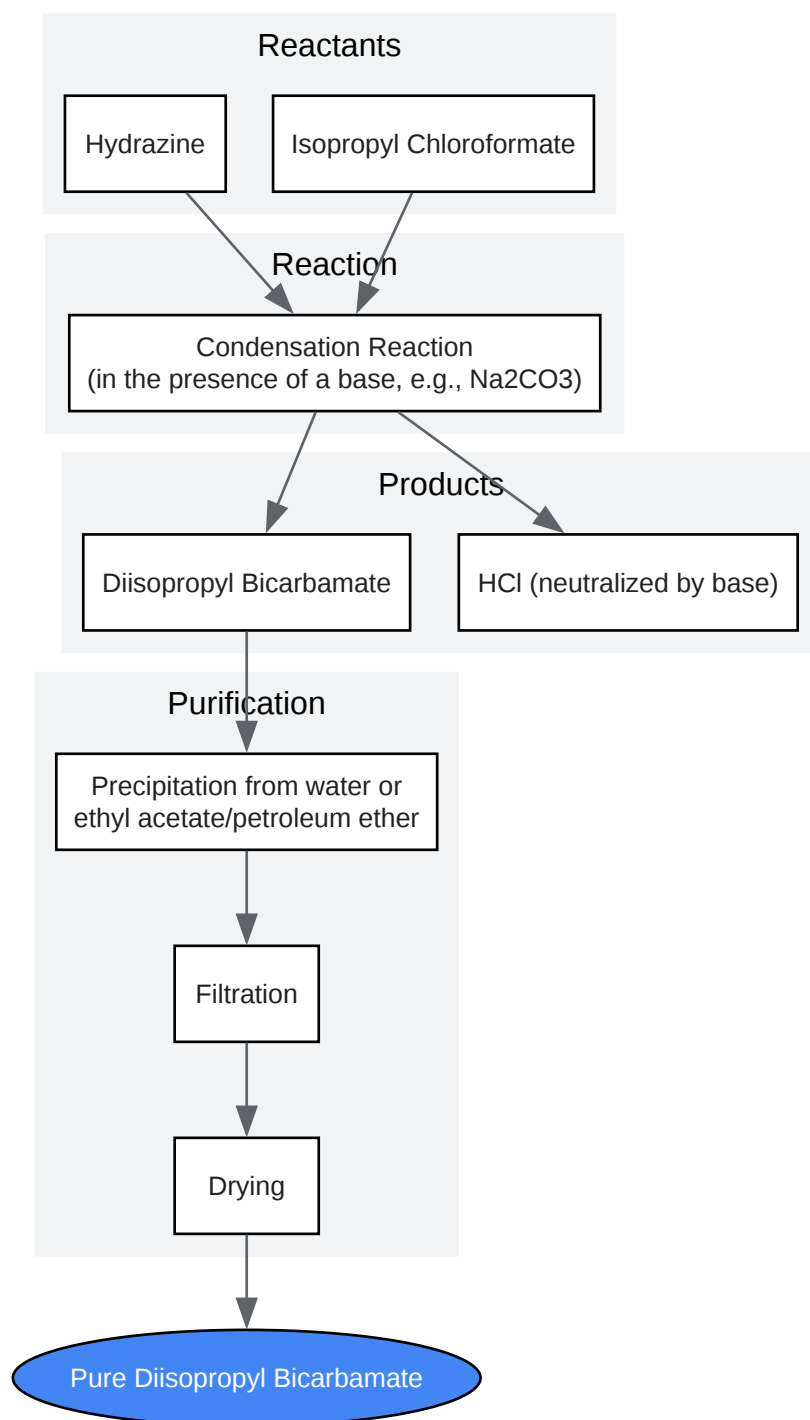 Reactants
Hydrazine
Isopropyl Chloroformate
Reaction
Condensation Reaction
(in the presence of a base, e.g., Na2CO3)
Products
Diisopropyl Bicarbamate
HCl (neutralized by base)
Purification
Precipitation from water or
ethyl acetate/petroleum ether
Filtration
Drying
Pure Diisopropyl Bicarbamate